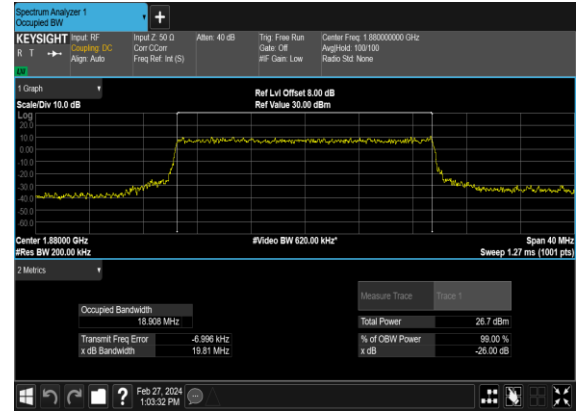 Spectrum Analyzer 1
Occupied BW
+
KEYSIGHT
R T
LV
Input: RF
Coupling: DC
Align: Auto
Input Z: 50 Ω
Corr CCorr
Freq Ref: Int (S)
Atten: 40 dB
Trig: Free Run
Gate: Off
#IF Gain: Low
Center Freq: 1.880000000 GHz
Avg|Hold: 100/100
Radio Std: None
1 Graph
Scale/Div 10.0 dB
Ref Lvl Offset 8.00 dB
Ref Value 30.00 dBm
Log
20.0
10.0
0.00
-10.0
-20.0
-30.0
-40.0
-50.0
-60.0
Center 1.88000 GHz
#Res BW 200.00 kHz
#Video BW 620.00 kHz*
Span 40 MHz
Sweep 1.27 ms (1001 pts)
2 Metrics
Measure Trace Trace 1
Occupied Bandwidth
18.908 MHz
Total Power 26.7 dBm
Transmit Freq Error -6.996 kHz
% of OBW Power 99.00 %
x dB Bandwidth 19.81 MHz
x dB -26.00 dB
?
Feb 27, 2024
1:03:32 PM